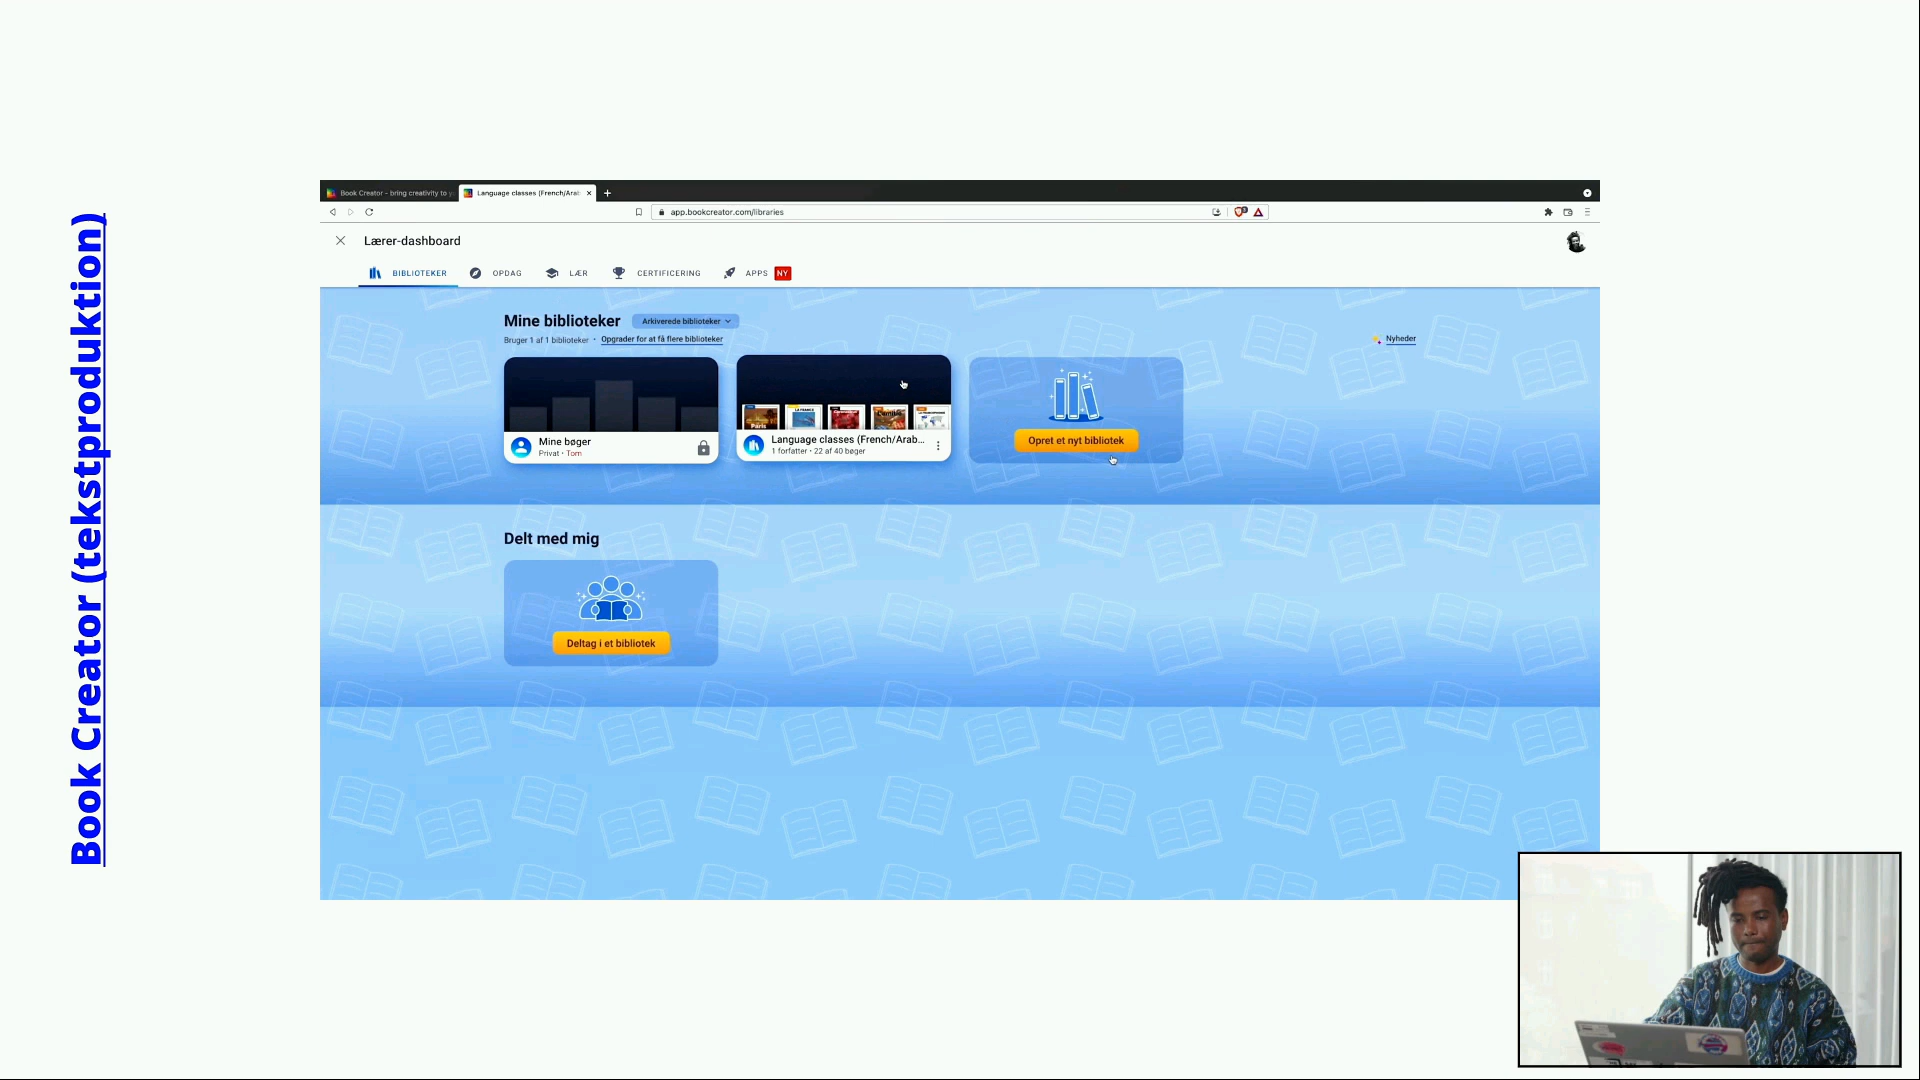 Book Creator (tekstproduktion)
Book Creator - bring creativity to y
Language classes (French/Arab
app.bookcreator.com/libraries
Lærer-dashboard
BIBLIOTEKER
OPDAG
LÆR
CERTIFICERING
APPS NY
Mine biblioteker
Arkiverede biblioteker
Bruger 1 af 1 biblioteker · Opgrader for at få flere biblioteker
Nyheder
Paris
LA FRANCE
Mine bøger
Privat · Tom
Language classes (French/Arab...
1 forfatter · 22 af 40 bøger
Opret et nyt bibliotek
Delt med mig
Deltag i et bibliotek